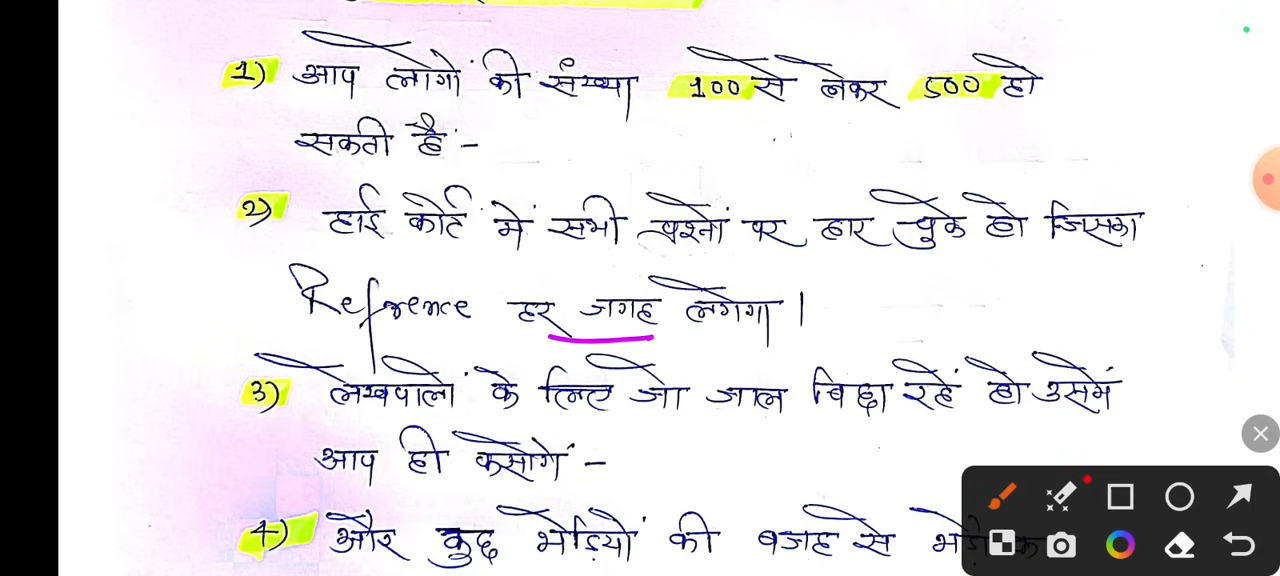 1) आप लोगों की संख्या 100 से लेकर 500 हो
सकती है :-
2) हाई कोर्ट में सभी प्रश्नों पर हार चुके हो जिसका
Reference हर जगह लगेगा ।
3) लेखपालों के लिए जो जाल बिछा रहें हो उसमें
आप ही फसोगें -
4) और कुछ भेड़ियों की वजह से